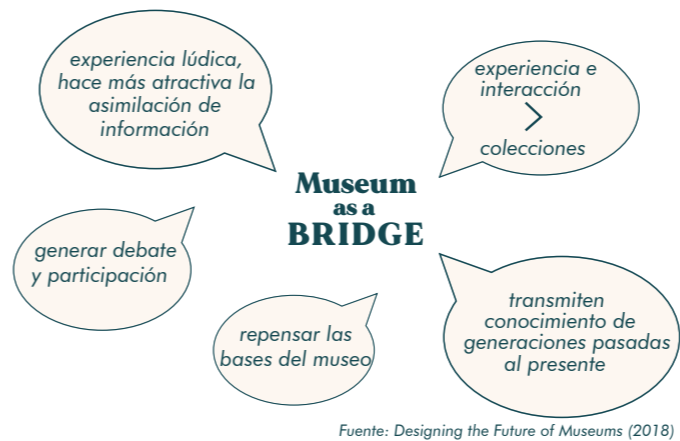 experiencia lúdica,
hace más atractiva la
asimilación de
información
experiencia e
interacción
>
colecciones
Museum
as a
BRIDGE
generar debate
y participación
repensar las
bases del museo
transmiten
conocimiento de
generaciones pasadas
al presente
Fuente: Designing the Future of Museums (2018)